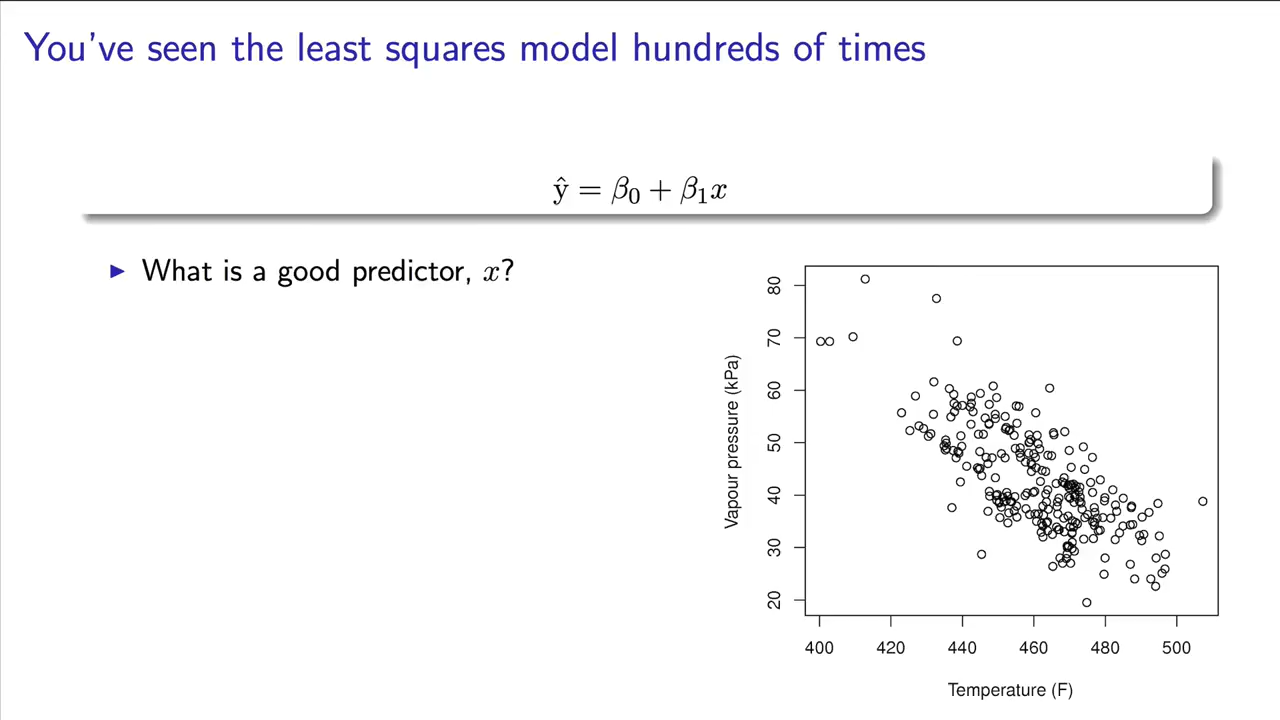 You've seen the least squares model hundreds of times
ŷ = β₀ + β₁x
▶ What is a good predictor, x?
Vapour pressure (kPa)
80
70
60
50
40
30
20
400 420 440 460 480 500
Temperature (F)